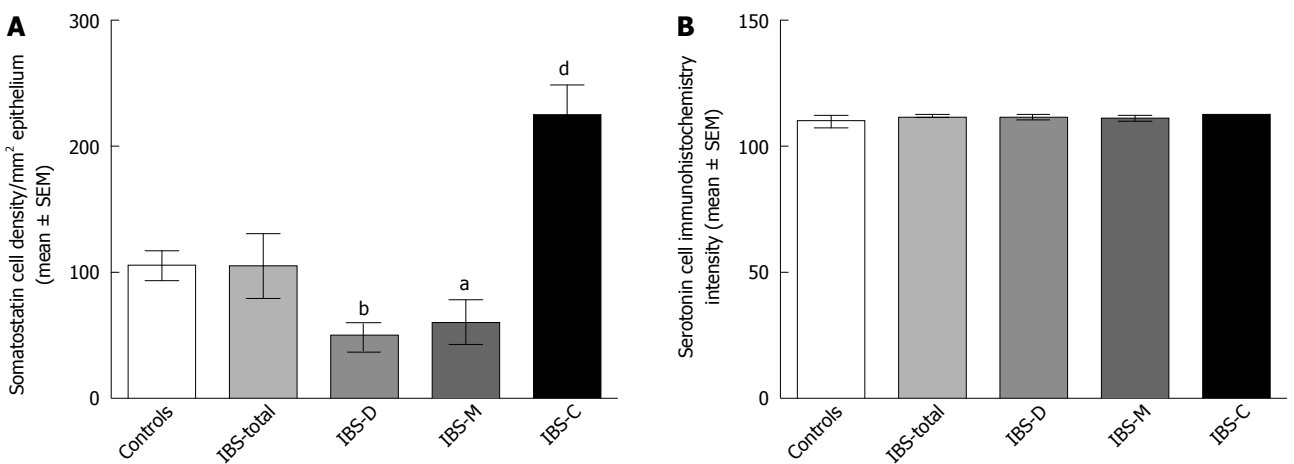 A
Somatostatin cell density/mm² epithelium
(mean ± SEM)
300
200
100
0
b
a
d
Controls
IBS-total
IBS-D
IBS-M
IBS-C
B
Serotonin cell immunohistochemistry
intensity (mean ± SEM)
150
100
50
0
Controls
IBS-total
IBS-D
IBS-M
IBS-C